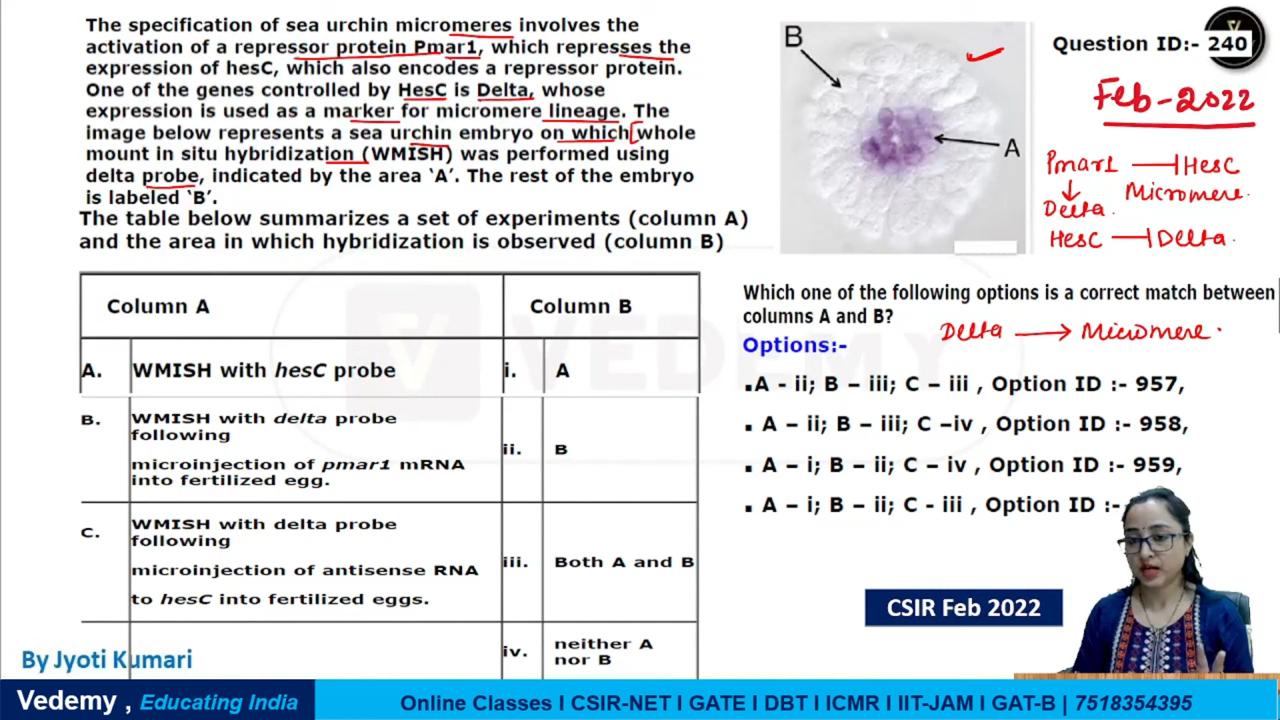 The specification of sea urchin micromeres involves the
activation of a repressor protein Pmar1, which represses the
expression of hesC, which also encodes a repressor protein.
One of the genes controlled by HesC is Delta, whose
expression is used as a marker for micromere lineage. The
image below represents a sea urchin embryo on which whole
mount in situ hybridization (WMISH) was performed using
delta probe, indicated by the area ‘A’. The rest of the embryo
is labeled ‘B’.
The table below summarizes a set of experiments (column A)
and the area in which hybridization is observed (column B)
B
A
Question ID:- 240
Feb-2022
Pmar1 ⊣ HesC
↓ Micromere.
Delta.
HesC ⊣ Delta.
Column A Column B
A. WMISH with hesC probe i. A
B. WMISH with delta probe
following
microinjection of pmar1 mRNA
into fertilized egg.
ii. B
C. WMISH with delta probe
following
microinjection of antisense RNA
to hesC into fertilized eggs.
iii. Both A and B
iv. neither A
nor B
VEDEMY
Which one of the following options is a correct match between
columns A and B?
Delta → Micromere.
Options:-
.A - ii; B – iii; C – iii , Option ID :- 957,
. A – ii; B – iii; C –iv , Option ID :- 958,
. A – i; B – ii; C – iv , Option ID :- 959,
. A – i; B – ii; C - iii , Option ID :-
CSIR Feb 2022
By Jyoti Kumari
Vedemy , Educating India
Online Classes I CSIR-NET I GATE I DBT I ICMR I IIT-JAM I GAT-B | 7518354395